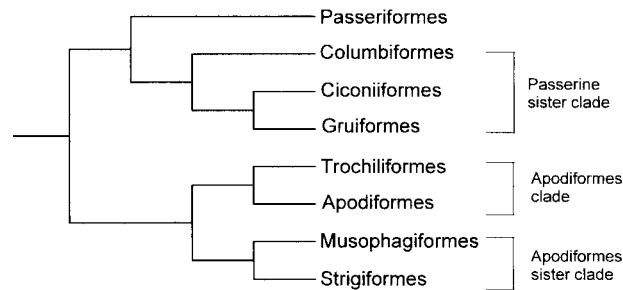 Passeriformes
Columbiformes
Ciconiiformes
Gruiformes
Passerine
sister clade
Trochiliformes
Apodiformes
Apodiformes
clade
Musophagiformes
Strigiformes
Apodiformes
sister clade